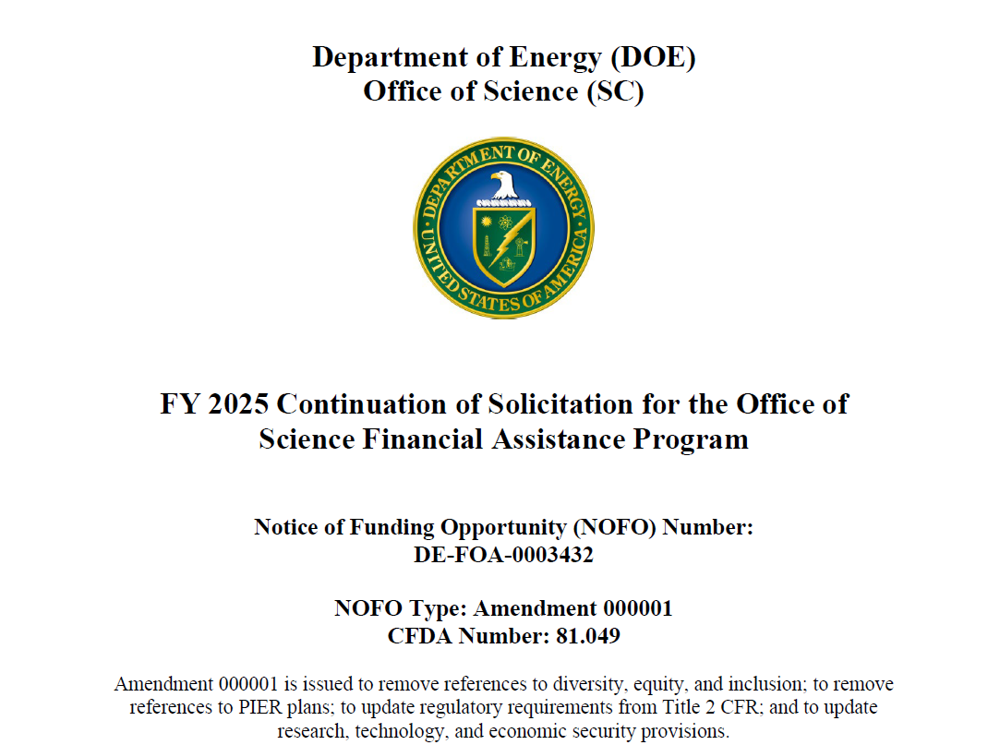 Department of Energy (DOE)
Office of Science (SC)
DEPARTMENT OF ENERGY
UNITED STATES OF AMERICA
FY 2025 Continuation of Solicitation for the Office of
Science Financial Assistance Program
Notice of Funding Opportunity (NOFO) Number:
DE-FOA-0003432
NOFO Type: Amendment 000001
CFDA Number: 81.049
Amendment 000001 is issued to remove references to diversity, equity, and inclusion; to remove
references to PIER plans; to update regulatory requirements from Title 2 CFR; and to update
research, technology, and economic security provisions.